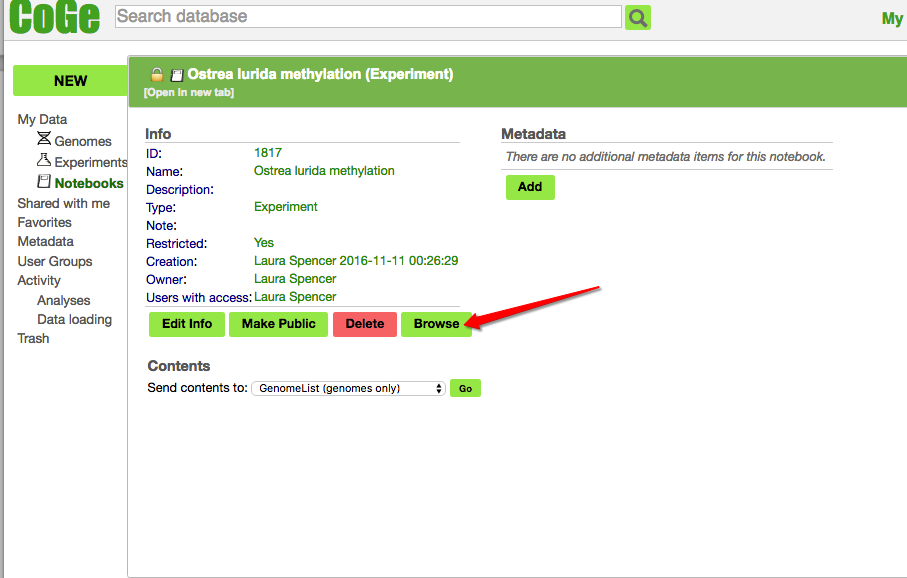 CoGe
Search database
My
NEW
My Data
Genomes
Experiments
Notebooks
Shared with me
Favorites
Metadata
User Groups
Activity
Analyses
Data loading
Trash
Ostrea lurida methylation (Experiment)
[Open in new tab]
Info
ID: 1817
Name: Ostrea lurida methylation
Description:
Type: Experiment
Note:
Restricted: Yes
Creation: Laura Spencer 2016-11-11 00:26:29
Owner: Laura Spencer
Users with access: Laura Spencer
Edit Info Make Public Delete Browse
Contents
Send contents to: GenomeList (genomes only) Go
Metadata
There are no additional metadata items for this notebook.
Add